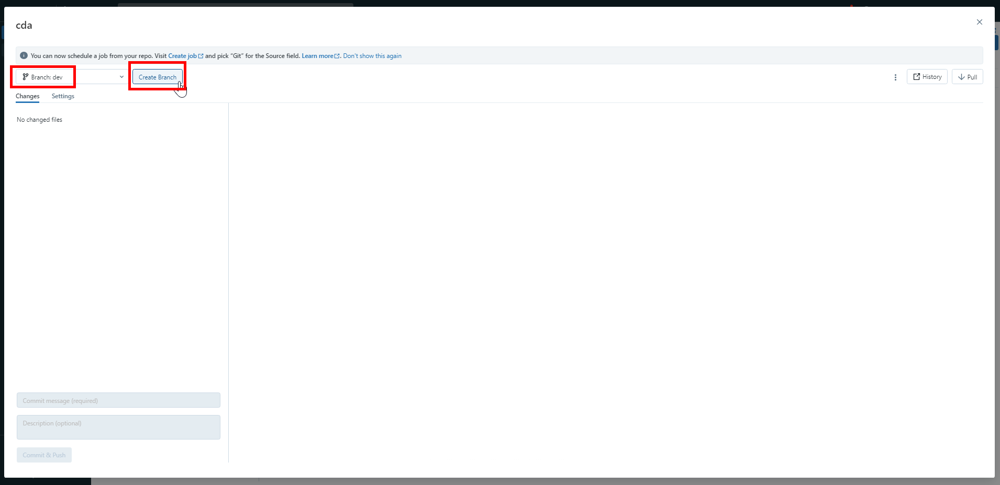 cda
You can now schedule a job from your repo. Visit Create job and pick “Git” for the Source field. Learn more. Don't show this again
Branch: dev
Create Branch
History
Pull
Changes
Settings
No changed files
Commit message (required)
Description (optional)
Commit & Push